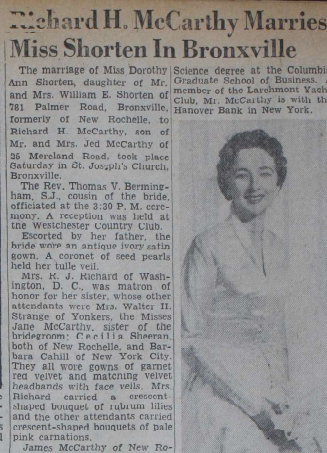 Richard H. McCarthy Marries
Miss Shorten In Bronxville
The marriage of Miss Dorothy
Ann Shorten, daughter of Mr.
and Mrs. William E. Shorten of
781 Palmer Road, Bronxville,
formerly of New Rochelle, to
Richard H. McCarthy, son of
Mr. and Mrs. Jed McCarthy of
35 Mereland Road, took place
Saturday in St. Joseph's Church,
Bronxville.
The Rev. Thomas V. Berming-
ham, S.J., cousin of the bride,
officiated at the 3:30 P. M. cere-
mony. A reception was held at
the Westchester Country Club.
Escorted by her father, the
bride wore an antique ivory satin
gown. A coronet of seed pearls
held her tulle veil.
Mrs. R. J. Richard of Wash-
ington, D. C., was matron of
honor for her sister, whose other
attendants were Mrs. Walter H.
Strange of Yonkers, the Misses
Jane McCarthy, sister of the
bridegroom; Cecilia Sheeran,
both of New Rochelle, and Bar-
bara Cahill of New York City.
They all wore gowns of garnet
red velvet and matching velvet
headbands with face veils. Mrs.
Richard carried a crescent-
shaped bouquet of rubrum lilies
and the other attendants carried
crescent-shaped bouquets of pale
pink carnations.
James McCarthy of New Ro-
Science degree at the Columbia
Graduate School of Business.
member of the Larchmont Yach
Club, Mr. McCarthy is with th
Hanover Bank in New York.